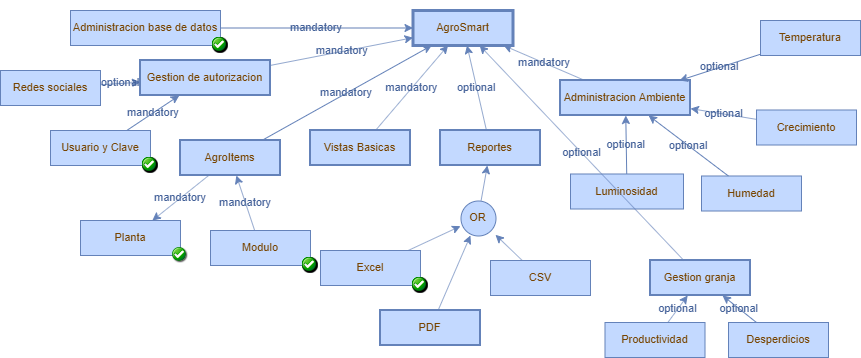 Administracion base de datos
mandatory
AgroSmart
Temperatura
mandatory
mandatory
optional
Gestion de autorizacion
Redes sociales
optional
mandatory
mandatory
mandatory
optional
Administracion Ambiente
optional
Crecimiento
Usuario y Clave
AgroItems
Vistas Basicas
Reportes
optional
optional
optional
mandatory
mandatory
Luminosidad
Humedad
OR
Planta
Modulo
Excel
CSV
Gestion granja
optional
optional
PDF
Productividad
Desperdicios